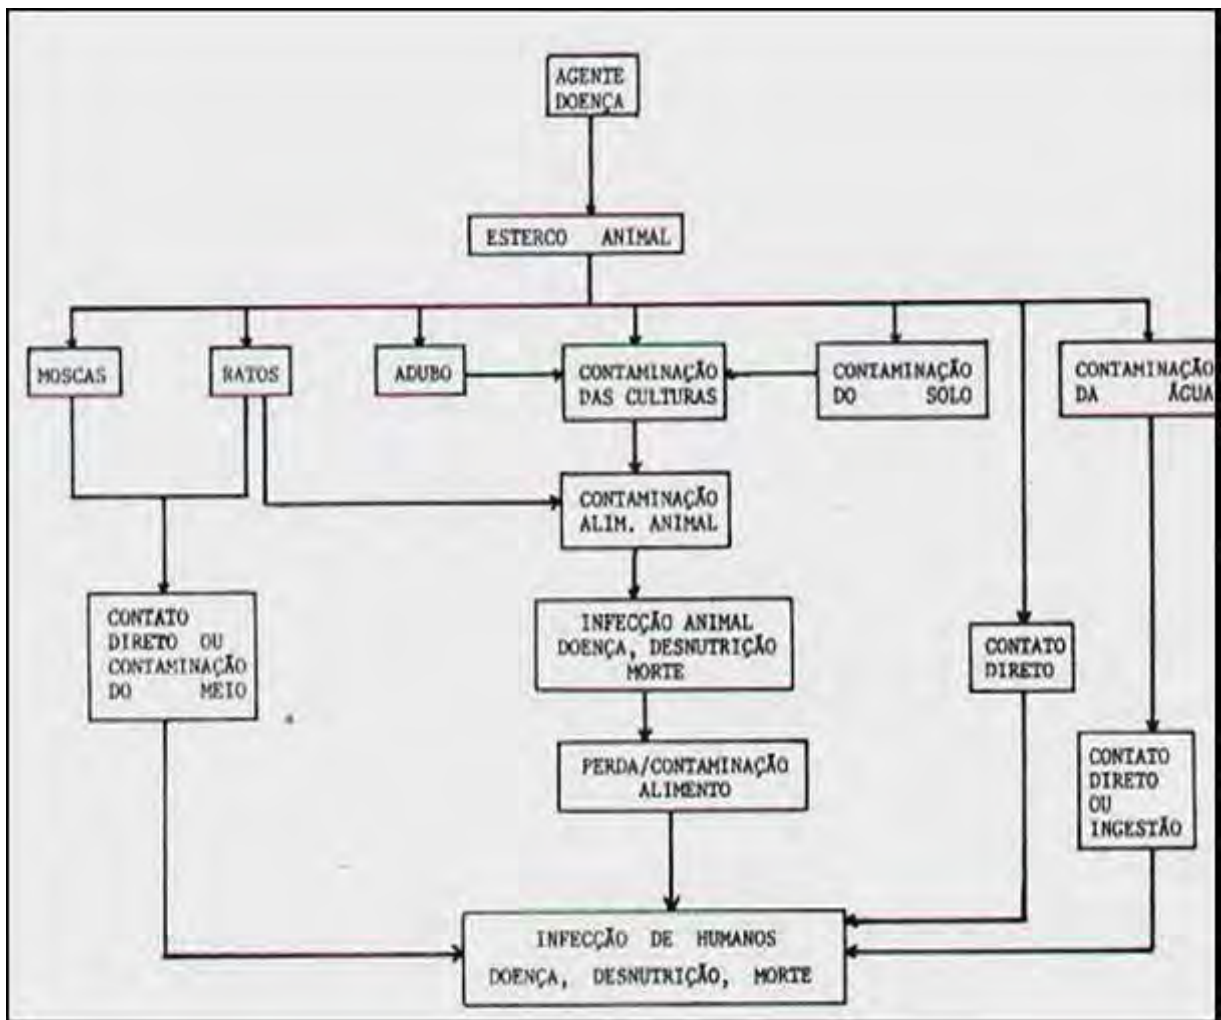 AGENTE
DOENÇA
ESTERCO ANIMAL
MOSCAS
RATOS
ADUBO
CONTAMINAÇÃO
DAS CULTURAS
CONTAMINAÇÃO
DO SOLO
CONTAMINAÇÃO
DA ÁGUA
CONTAMINAÇÃO
ALIM. ANIMAL
CONTATO
DIRETO OU
CONTAMINAÇÃO
DO MEIO
INFECÇÃO ANIMAL
DOENÇA, DESNUTRIÇÃO
MORTE
CONTATO
DIRETO
PERDA/CONTAMINAÇÃO
ALIMENTO
CONTATO
DIRETO
OU
INGESTÃO
INFECÇÃO DE HUMANOS
DOENÇA, DESNUTRIÇÃO, MORTE